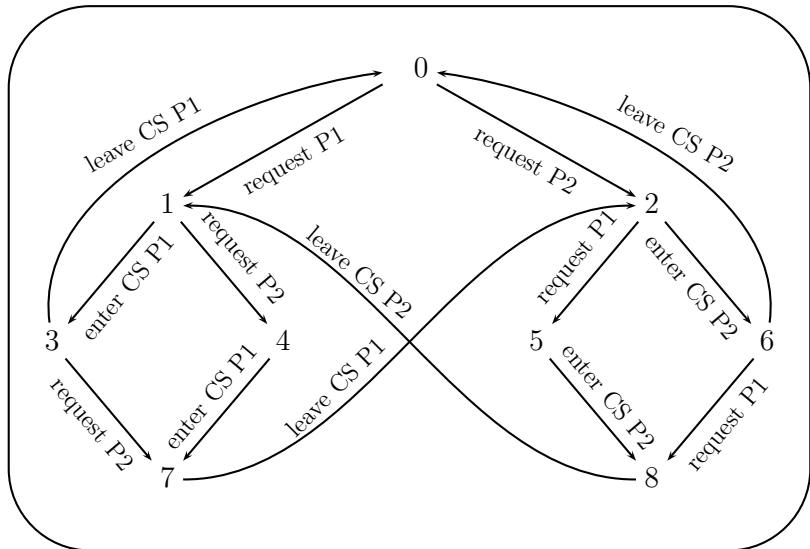 0
leave CS P1
leave CS P2
request P1
request P2
1
2
enter CS P1
request P2
leave CS P2
request P1
enter CS P2
3
4
5
6
request P2
enter CS P1
leave CS P1
enter CS P2
request P1
7
8